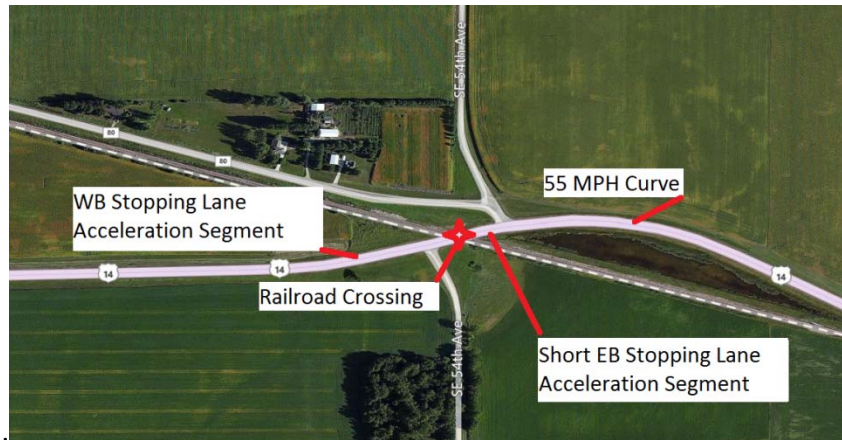 SE 54th Ave
80
80
55 MPH Curve
WB Stopping Lane
Acceleration Segment
14
14
14
Railroad Crossing
Short EB Stopping Lane
Acceleration Segment
SE 54th Ave